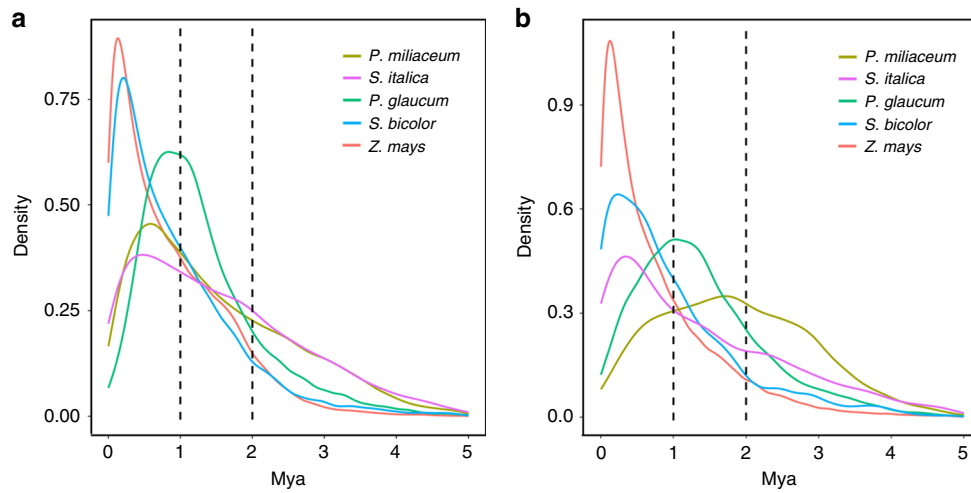 a
P. miliaceum
S. italica
P. glaucum
S. bicolor
Z. mays
Density
0.75
0.50
0.25
0.00
0 1 2 3 4 5
Mya
b
P. miliaceum
S. italica
P. glaucum
S. bicolor
Z. mays
Density
0.9
0.6
0.3
0.0
0 1 2 3 4 5
Mya